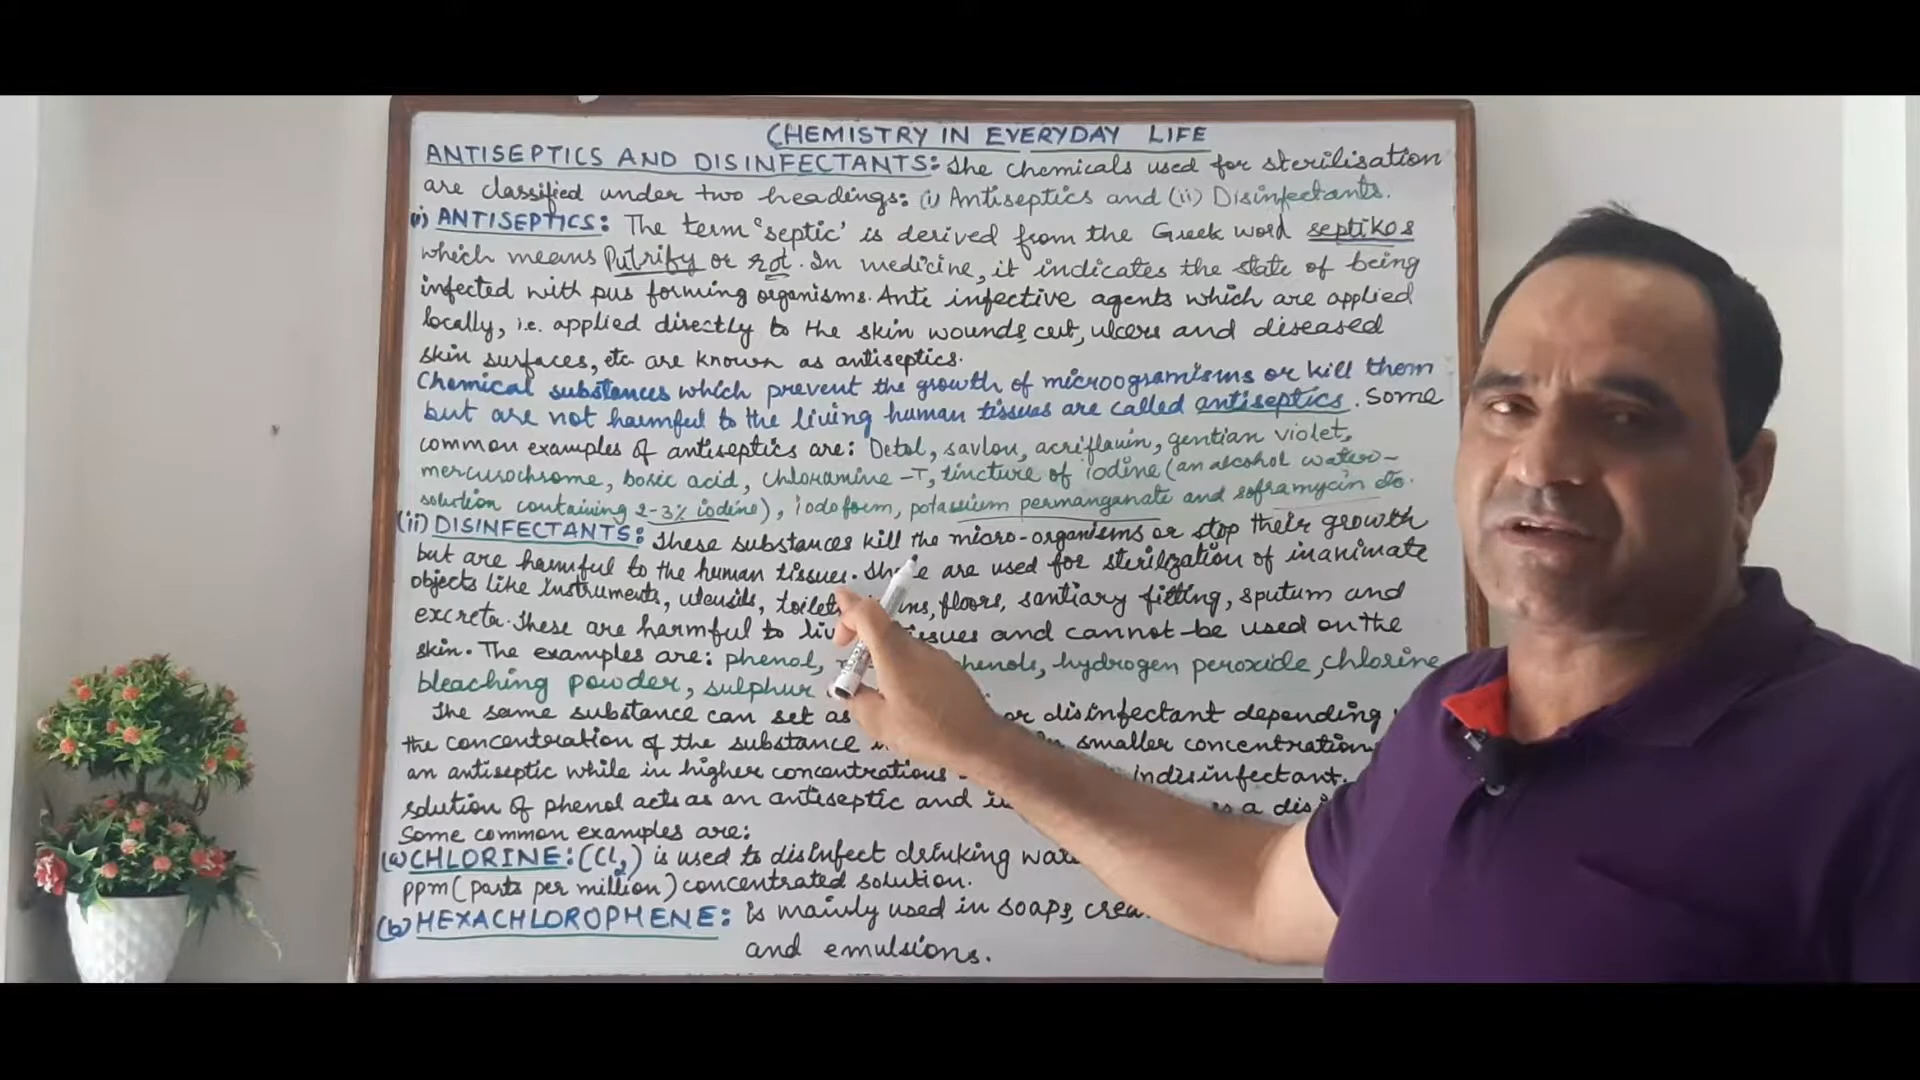 CHEMISTRY IN EVERYDAY LIFE
ANTISEPTICS AND DISINFECTANTS: The chemicals used for sterilisation
are classified under two headings: (i) Antiseptics and (ii) Disinfectants.
(i) ANTISEPTICS: The term 'septic' is derived from the Greek word septikos
which means Putrify or rot. In medicine, it indicates the state of being
infected with pus forming organisms. Anti infective agents which are applied
locally, i.e. applied directly to the skin wounds, cut, ulcers and diseased
skin surfaces, etc are known as antiseptics.
Chemical substances which prevent the growth of microogramisms or kill them
but are not harmful to the living human tissues are called antiseptics. Some
common examples of antiseptics are: Detol, savlon, acriflavin, gentian violet,
mercurochrome, boric acid, chloramine-T, tincture of iodine (an alcohol water-
solution containing 2-3% iodine), iodoform, potassium permanganate and soframycin
(ii) DISINFECTANTS: These substances kill the micro-organisms or stop their growth
but are harmful to the human tissues. are used for sterilization of inanimate
objects like instruments, utensils, floors, santiary fitting, sputum and
excreta. These are harmful to and cannot be used on the
skin. The examples are: phenol, hydrogen peroxide, chlorine
bleaching powder, sulphur
The same substance can set as or disinfectant depending
the concentration of the substance smaller concentration
an antiseptic while in higher concentrations disinfectant.
solution of phenol acts as an antiseptic and a
Some common examples are:
(a) CHLORINE: (Cl2) is used to disinfect drinking
ppm (parts per million) concentrated solution.
(b) HEXACHLOROPHENE: is mainly used in soaps,
and emulsions.